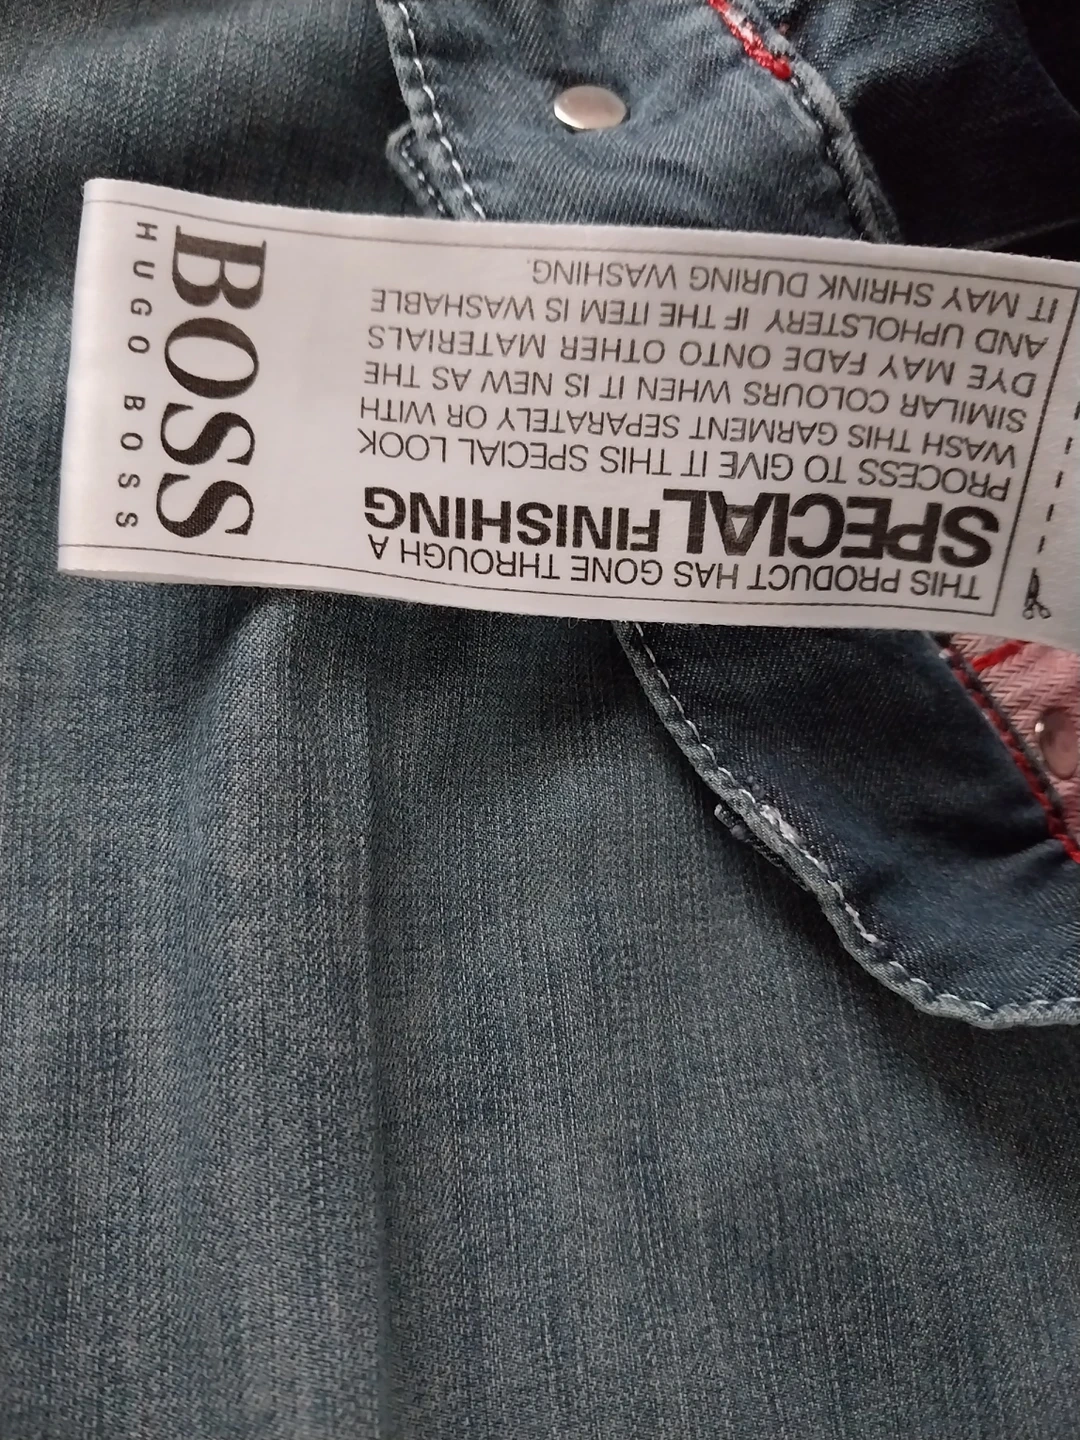 BOSS
HUGO BOSS
THIS PRODUCT HAS GONE THROUGH A
SPECIAL FINISHING
PROCESS TO GIVE IT THIS SPECIAL LOOK
WASH THIS GARMENT SEPARATELY OR WITH
SIMILAR COLOURS WHEN IT IS NEW AS THE
DYE MAY FADE ONTO OTHER MATERIALS
AND UPHOLSTERY IF THE ITEM IS WASHABLE
IT MAY SHRINK DURING WASHING.